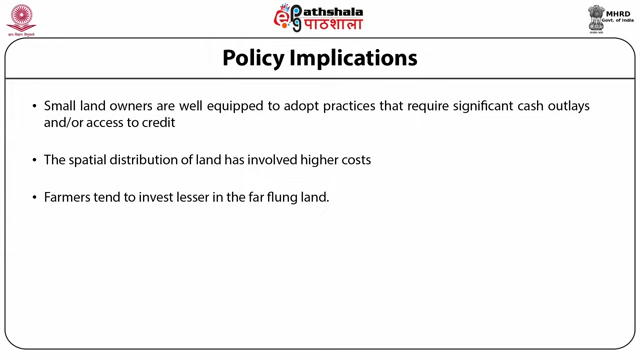 ePathshala
पाठशाला
MHRD
Govt. of India
Policy Implications
• Small land owners are well equipped to adopt practices that require significant cash outlays
and/or access to credit
• The spatial distribution of land has involved higher costs
• Farmers tend to invest lesser in the far flung land.